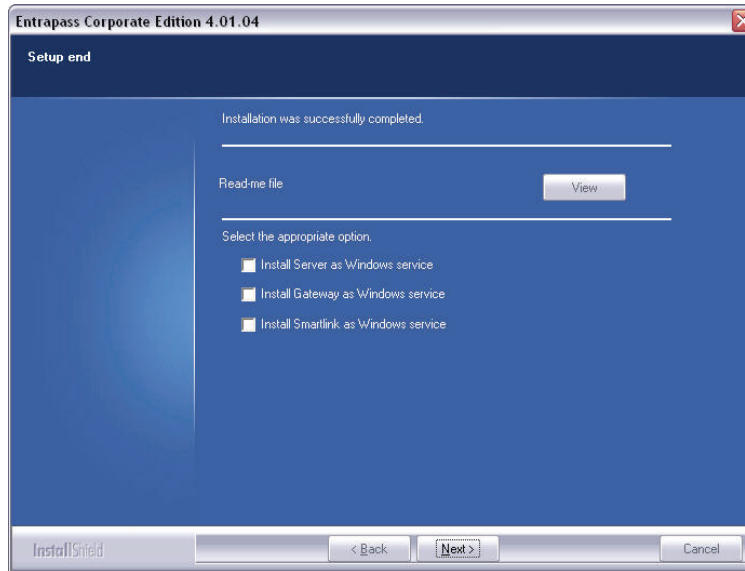 Entrapass Corporate Edition 4.01.04
Setup end
Installation was successfully completed.
Read-me file
View
Select the appropriate option.
Install Server as Windows service
Install Gateway as Windows service
Install Smartlink as Windows service
InstallShield
< Back
Next >
Cancel